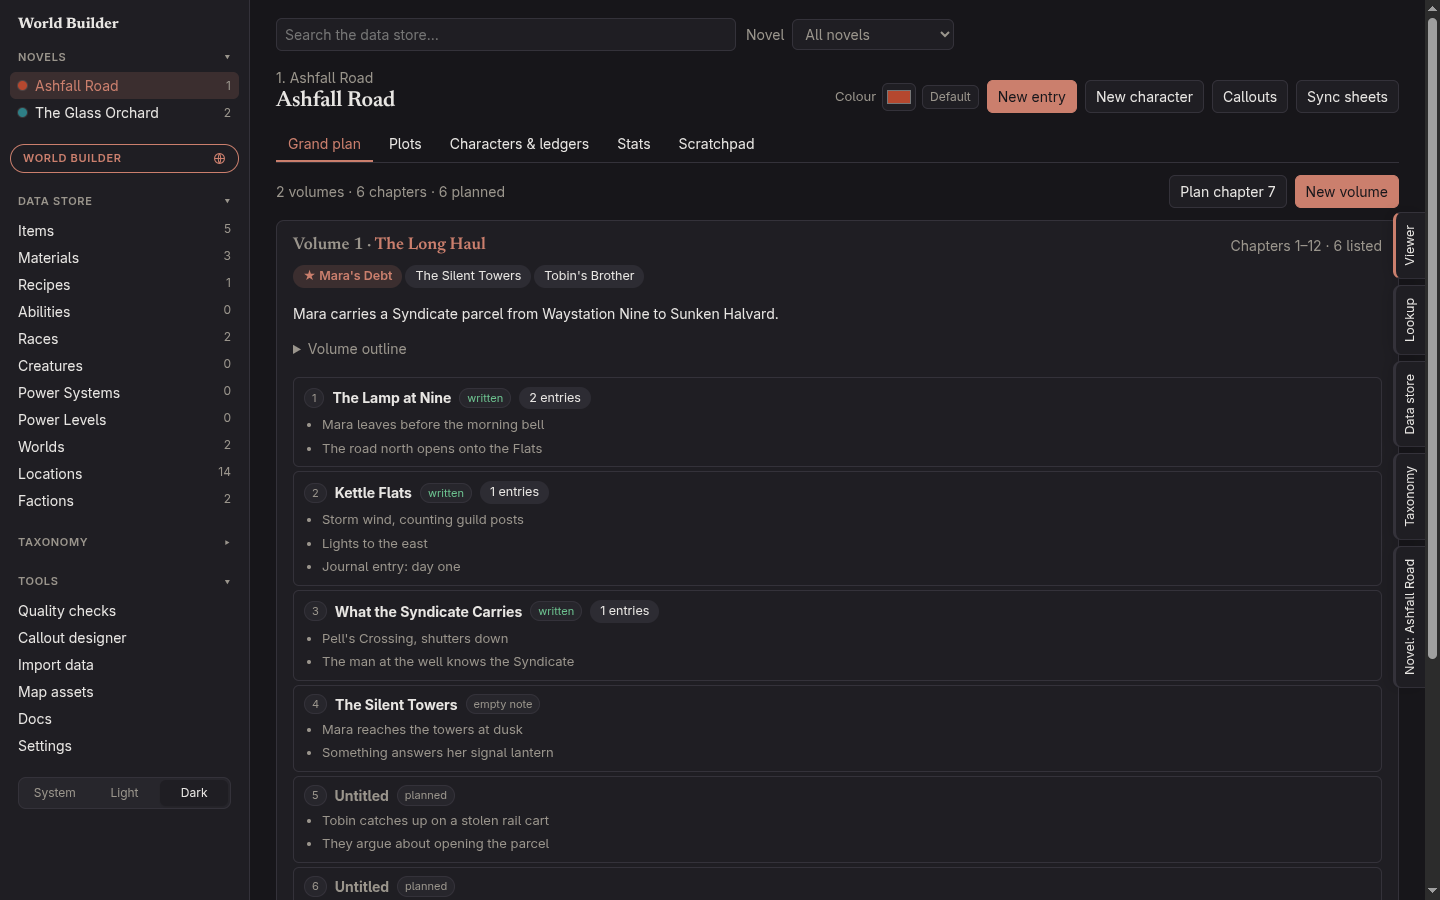 World Builder
NOVELS
Ashfall Road 1
The Glass Orchard 2
WORLD BUILDER
DATA STORE
Items 5
Materials 3
Recipes 1
Abilities 0
Races 2
Creatures 0
Power Systems 0
Power Levels 0
Worlds 2
Locations 14
Factions 2
TAXONOMY
TOOLS
Quality checks
Callout designer
Import data
Map assets
Docs
Settings
System Light Dark
Search the data store... Novel All novels
1. Ashfall Road
Ashfall Road
Colour Default New entry New character Callouts Sync sheets
Grand plan Plots Characters & ledgers Stats Scratchpad
2 volumes · 6 chapters · 6 planned Plan chapter 7 New volume
Volume 1 · The Long Haul Chapters 1–12 · 6 listed
★ Mara's Debt The Silent Towers Tobin's Brother
Mara carries a Syndicate parcel from Waystation Nine to Sunken Halvard.
Volume outline
1 The Lamp at Nine written 2 entries
• Mara leaves before the morning bell
• The road north opens onto the Flats
2 Kettle Flats written 1 entries
• Storm wind, counting guild posts
• Lights to the east
• Journal entry: day one
3 What the Syndicate Carries written 1 entries
• Pell's Crossing, shutters down
• The man at the well knows the Syndicate
4 The Silent Towers empty note
• Mara reaches the towers at dusk
• Something answers her signal lantern
5 Untitled planned
• Tobin catches up on a stolen rail cart
• They argue about opening the parcel
6 Untitled planned
Viewer
Lookup
Data store
Taxonomy
Novel: Ashfall Road